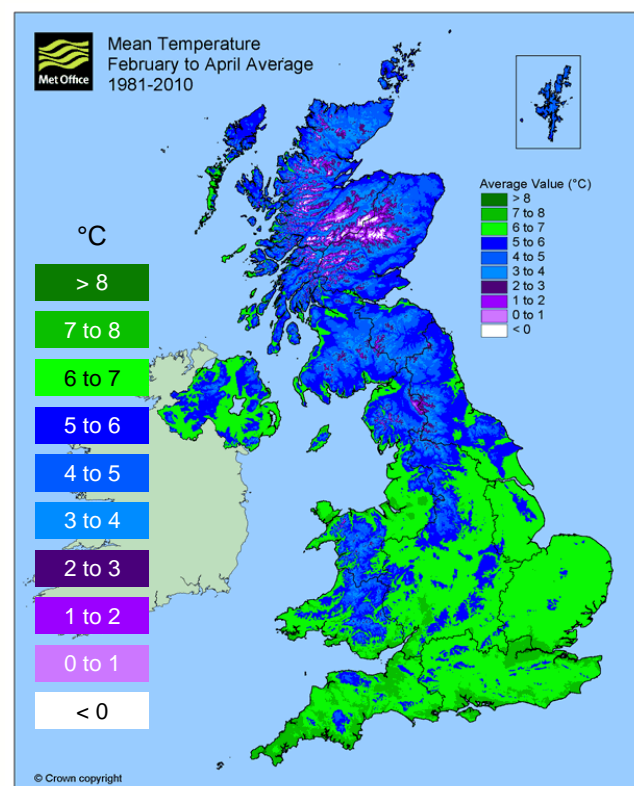 Met Office
Mean Temperature
February to April Average
1981-2010
Average Value (°C)
> 8
7 to 8
6 to 7
5 to 6
4 to 5
3 to 4
2 to 3
1 to 2
0 to 1
< 0
°C
> 8
7 to 8
6 to 7
5 to 6
4 to 5
3 to 4
2 to 3
1 to 2
0 to 1
< 0
© Crown copyright